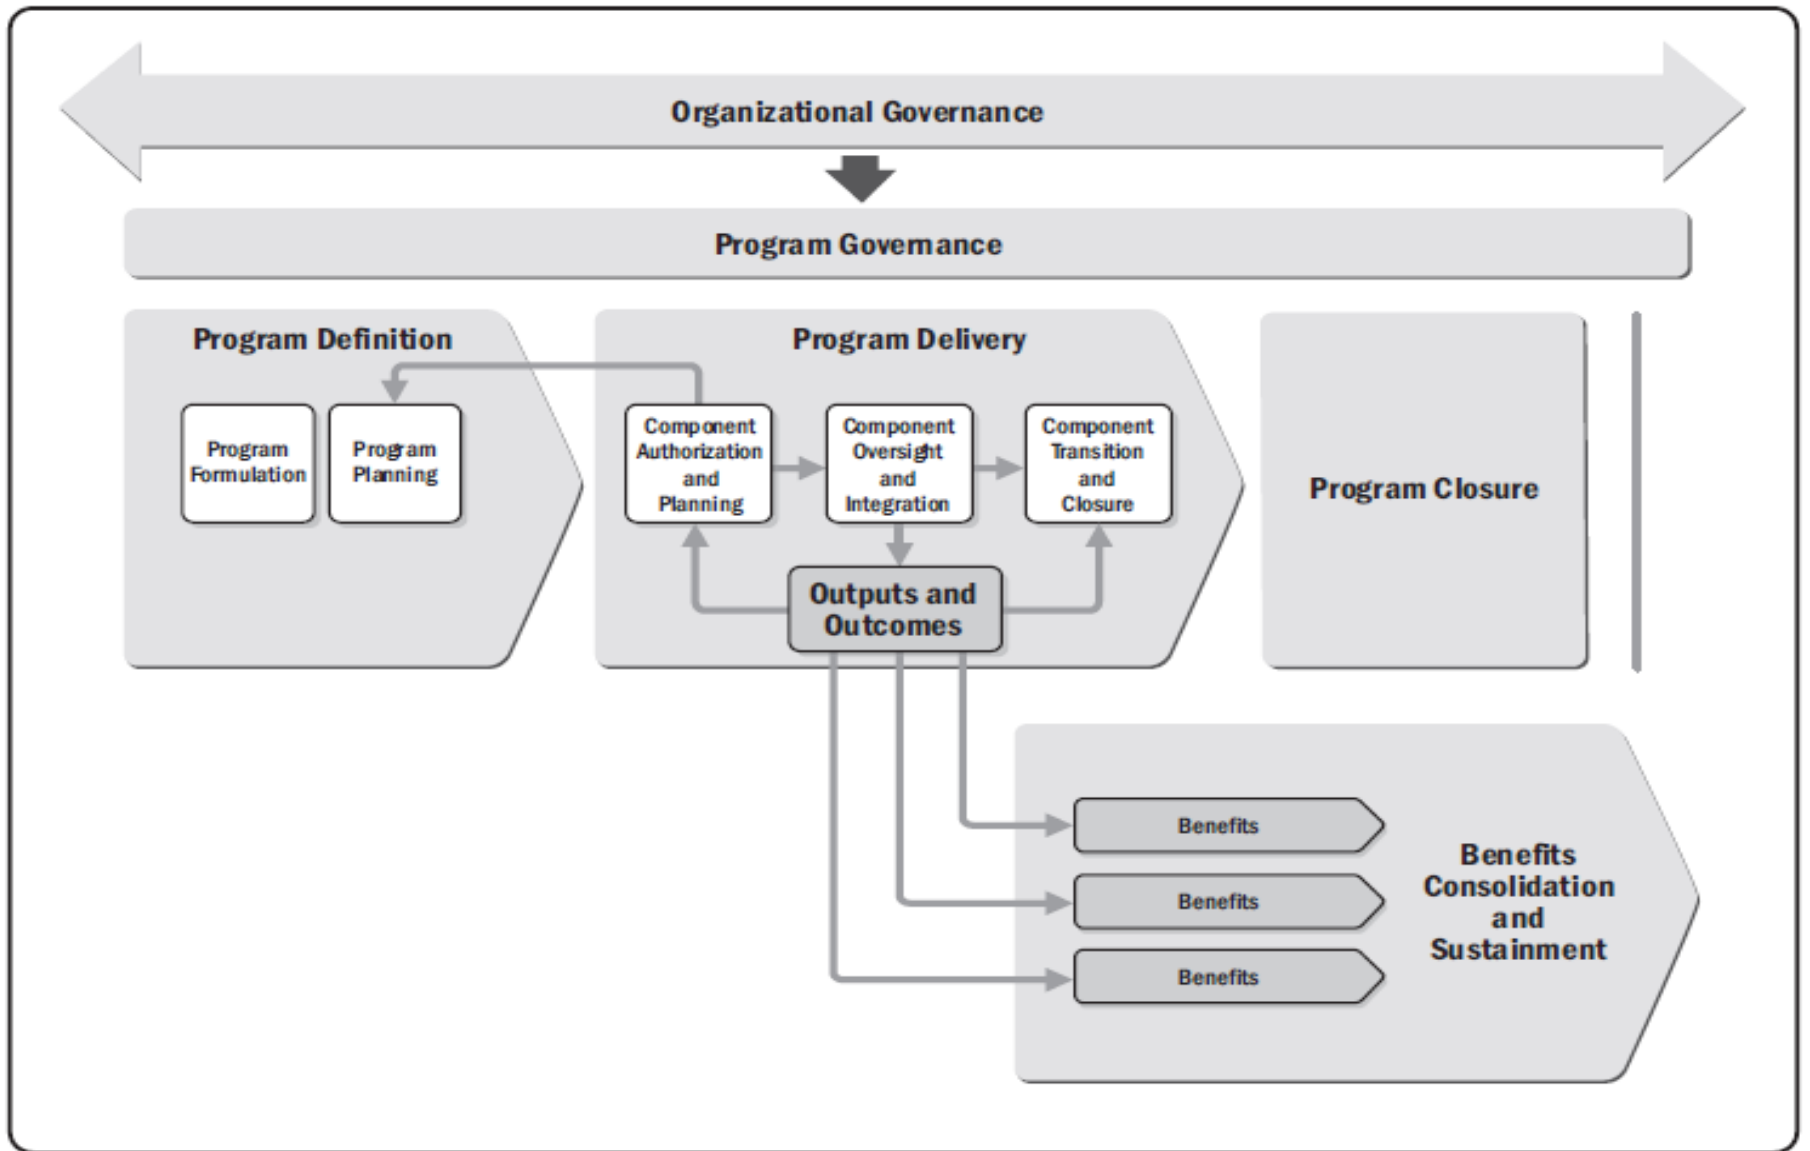 Organizational Governance
Program Governance
Program Definition
Program
Formulation
Program
Planning
Program Delivery
Component
Authorization
and
Planning
Component
Oversight
and
Integration
Component
Transition
and
Closure
Outputs and
Outcomes
Program Closure
Benefits
Benefits
Benefits
Benefits
Consolidation
and
Sustainment